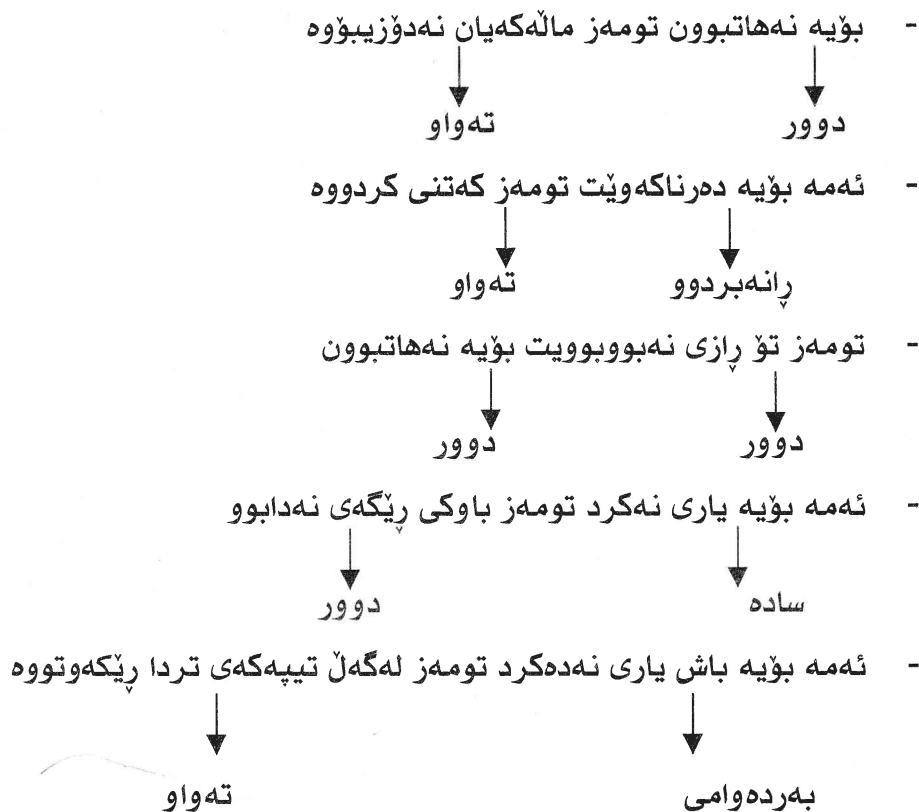 - بۆیە نەهاتبوون تومەز ماڵەکەیان نەدۆزیبۆوە
دوور تەواو
- ئەمە بۆیە دەرناکەوێت تومەز کەتنی کردووە
ڕانەبردوو تەواو
- تومەز تۆ ڕازی نەبووبوویت بۆیە نەهاتبوون
دوور دوور
- ئەمە بۆیە یاری نەکرد تومەز باوکی ڕێگەی نەدابوو
سادە دوور
- ئەمە بۆیە باش یاری نەدەکرد تومەز لەگەڵ تیپەکەی تردا ڕێکەوتووە
بەردەوامی تەواو